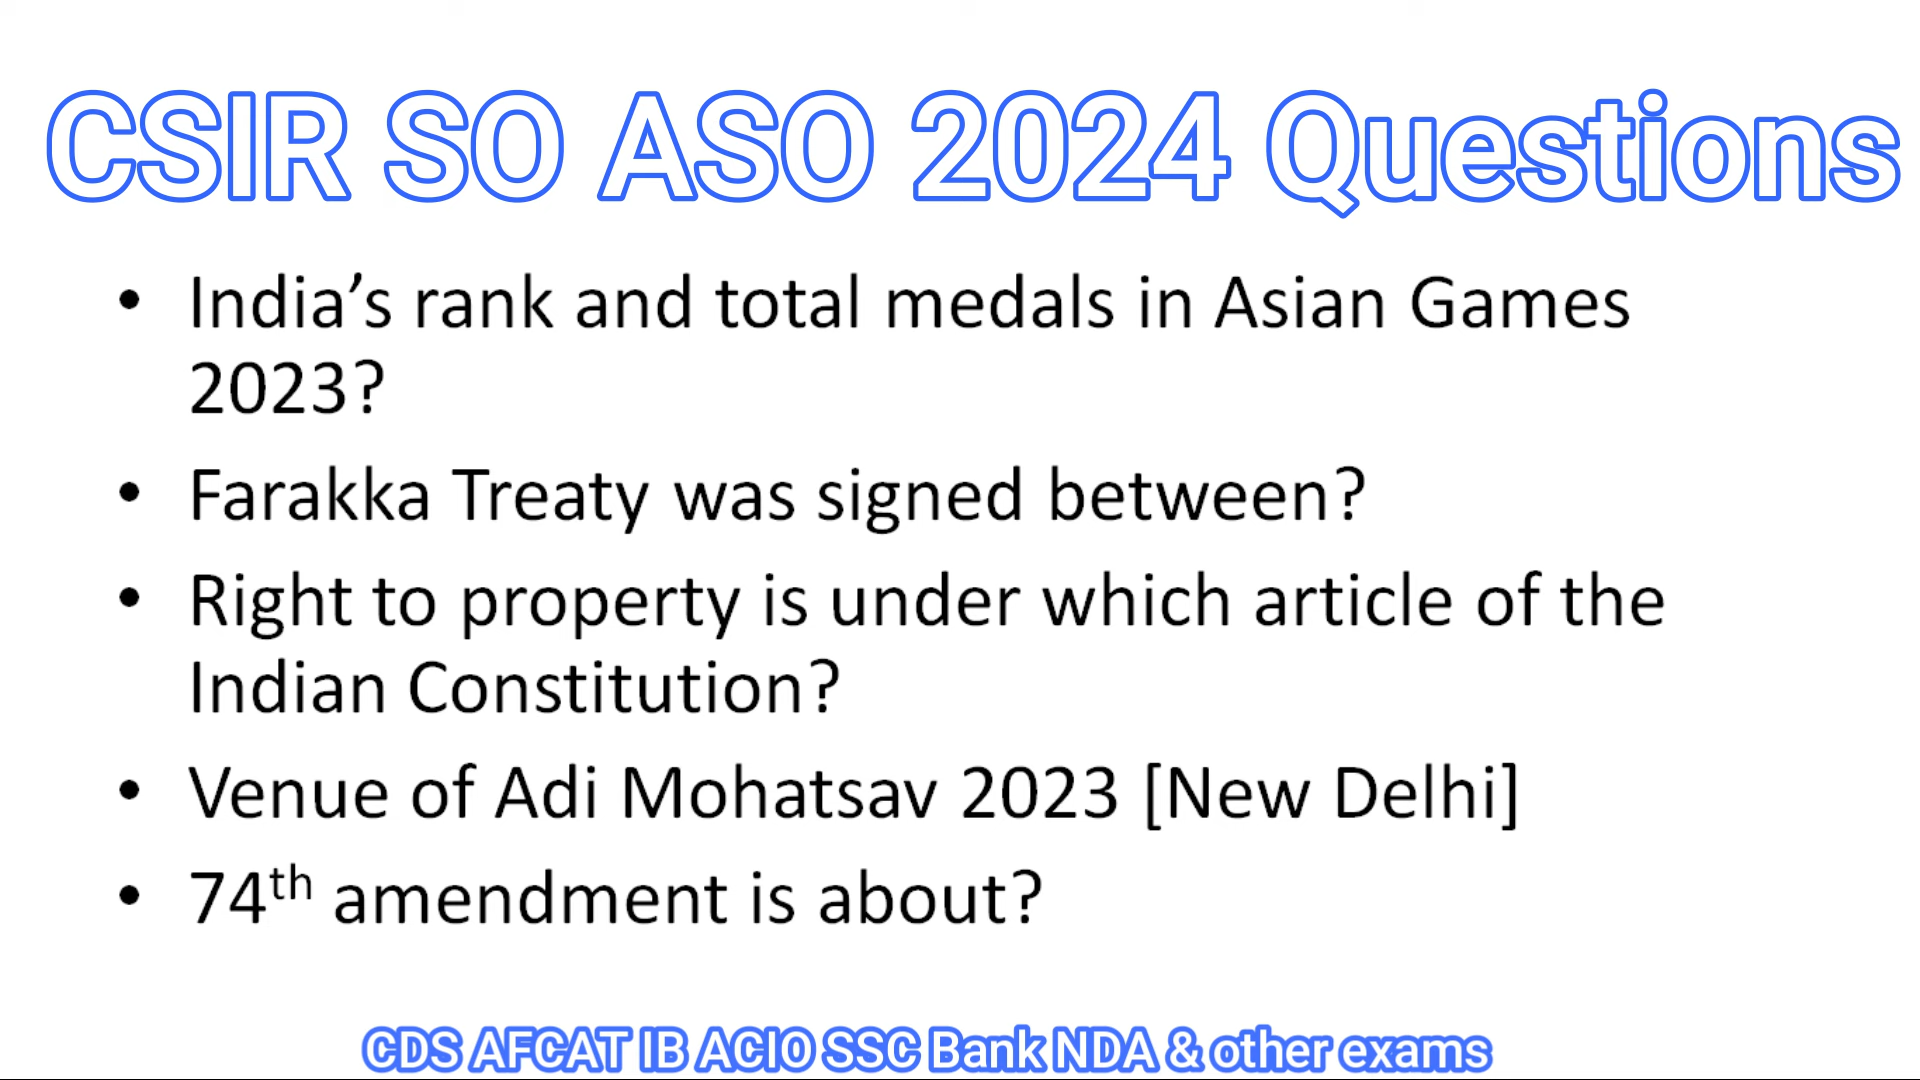 CSIR SO ASO 2024 Questions
• India’s rank and total medals in Asian Games
2023?
• Farakka Treaty was signed between?
• Right to property is under which article of the
Indian Constitution?
• Venue of Adi Mohatsav 2023 [New Delhi]
• 74th amendment is about?
CDS AFCAT IB ACIO SSC Bank NDA & other exams